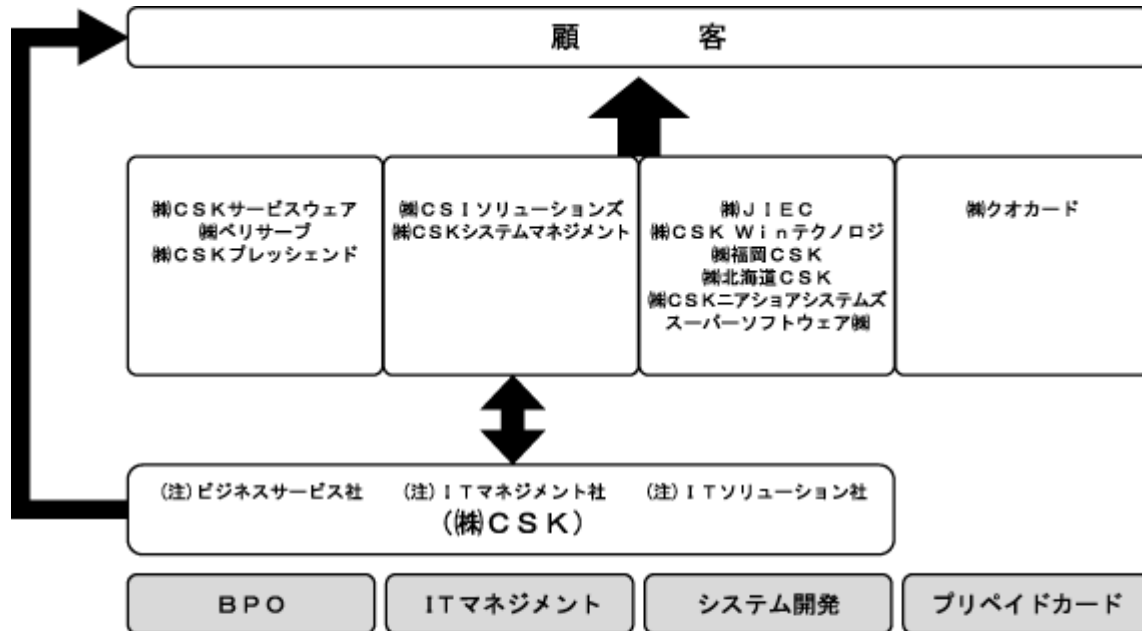 顧 客
㈱CSKサービスウェア
㈱ベリサーブ
㈱CSKプレッシェンド
㈱CSIソリューションズ
㈱CSKシステムマネジメント
㈱JIEC
㈱CSK Winテクノロジ
㈱福岡CSK
㈱北海道CSK
㈱CSKニアショアシステムズ
スーパーソフトウェア㈱
㈱クオカード
(注)ビジネスサービス社 (注)ITマネジメント社 (注)ITソリューション社
(㈱CSK)
BPO ITマネジメント システム開発 プリペイドカード